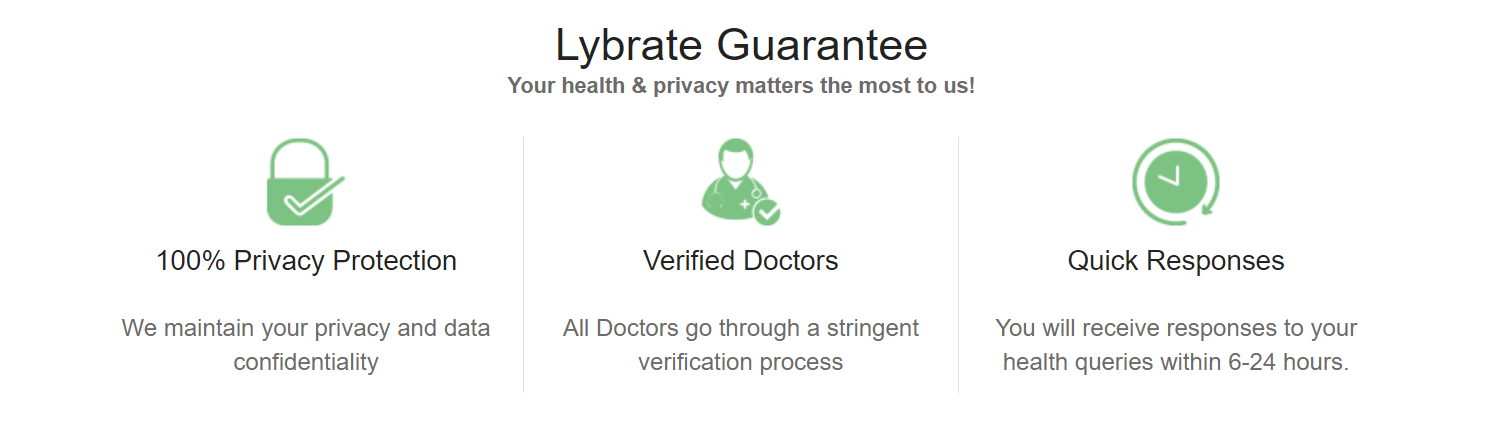 Lybrate Guarantee
Your health & privacy matters the most to us!
100% Privacy Protection
We maintain your privacy and data
confidentiality
Verified Doctors
All Doctors go through a stringent
verification process
Quick Responses
You will receive responses to your
health queries within 6-24 hours.